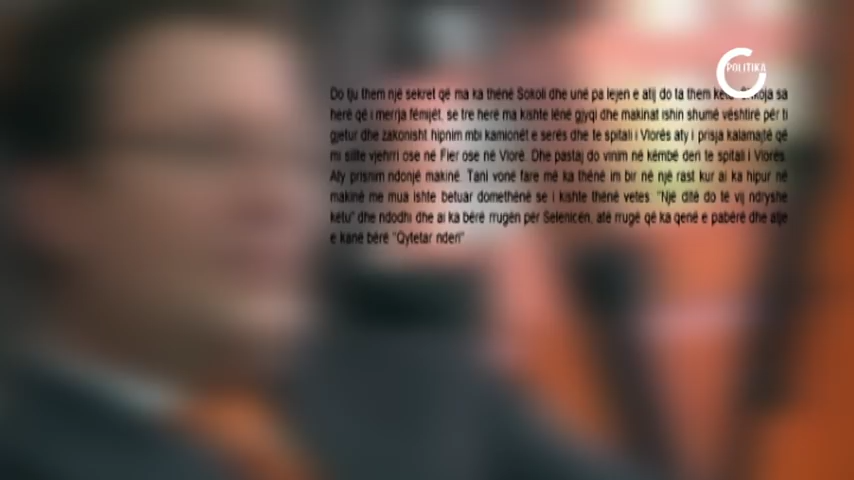 POLITIKA
Do tju them një sekret që ma ka thënë Sokoli dhe unë pa lejen e atij do ta them sa
herë që i merrja fëmijët, se tre herë ma kishte lënë gjyqi dhe makinat ishin shumë vështirë për ti
gjetur dhe zakonisht hipnim mbi kamionët e serës dhe te spitali i Vlorës aty i prisja kalamajtë që
mi sillte vjehrri ose në Fier ose në Vlorë. Dhe pastaj do vinim në këmbë deri te spitali i Vlorës.
Aty prisnim ndonjë makinë. Tani vonë fare më ka thënë im bir në një rast kur ai ka hipur në
makinë me mua ishte betuar domethënë se i kishte thënë vetes. "Një ditë do të vij ndryshe
këtu" dhe ndodhi dhe ai ka bërë rrugën për Selenicën, atë rrugë që ka qenë e pabërë dhe atje
e kanë bërë "Qytetar nderi"